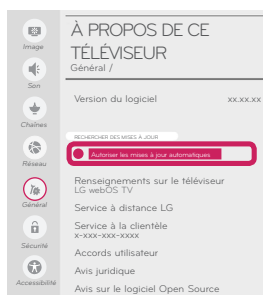 Image
Son
Chaînes
Réseau
Général
Sécurité
Accessibilité
À PROPOS DE CE
TÉLÉVISEUR
Général /
Version du logiciel xx.xx.xx
RECHERCHER DES MISES À JOUR
Autoriser les mises à jour automatiques
Renseignements sur le téléviseur
LG webOS TV
Service à distance LG
Service à la clientèle
x-xxx-xxx-xxxx
Accords utilisateur
Avis juridique
Avis sur le logiciel Open Source